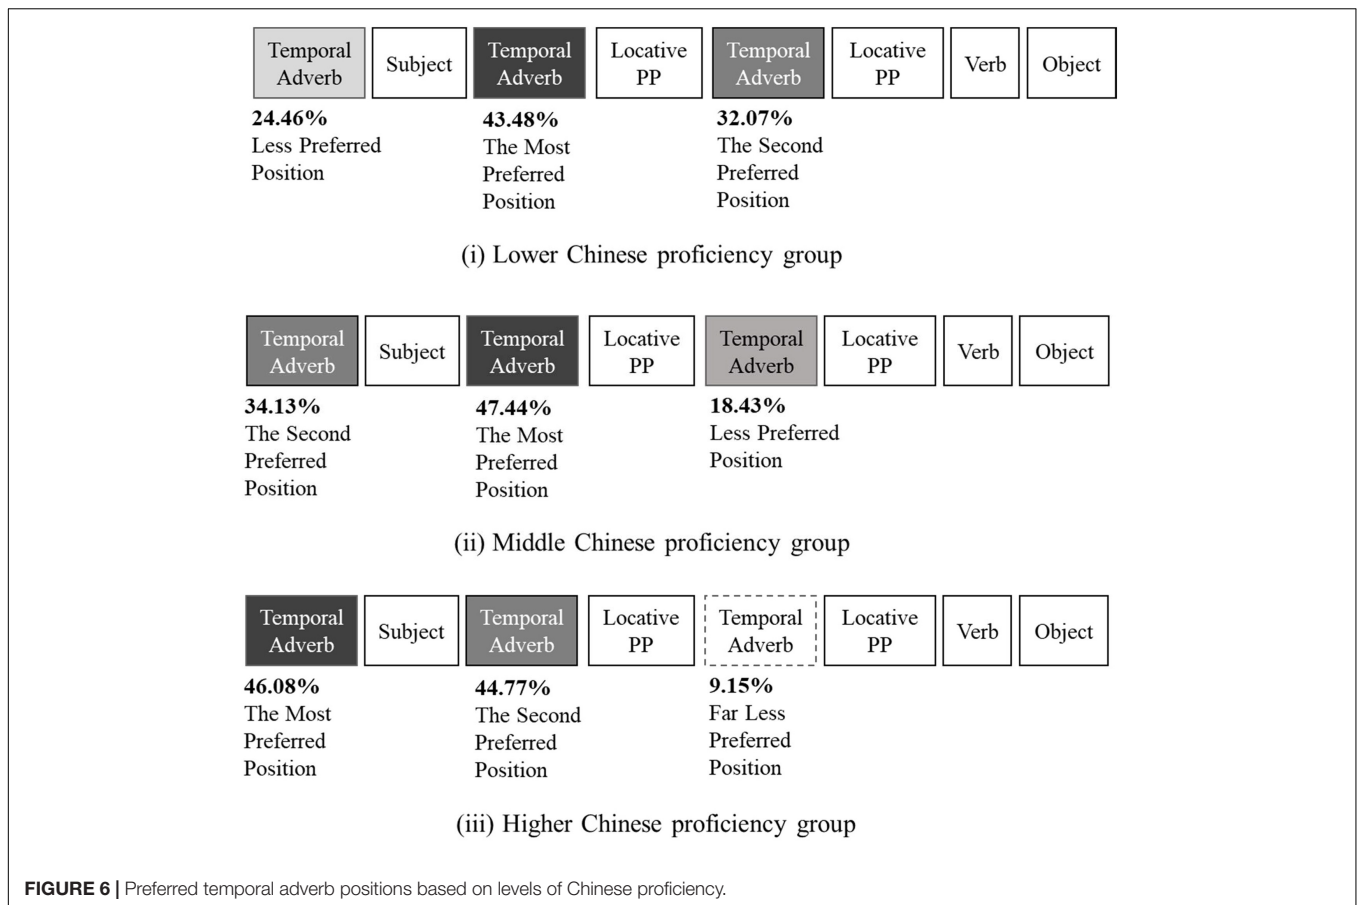 Temporal Adverb Subject Temporal Adverb Locative PP Temporal Adverb Locative PP Verb Object
24.46% 43.48% 32.07%
Less Preferred The Most The Second
Position Preferred Preferred
Position Position
(i) Lower Chinese proficiency group
Temporal Adverb Subject Temporal Adverb Locative PP Temporal Adverb Locative PP Verb Object
34.13% 47.44% 18.43%
The Second The Most Less Preferred
Preferred Preferred Position
Position Position
(ii) Middle Chinese proficiency group
Temporal Adverb Subject Temporal Adverb Locative PP Temporal Adverb Locative PP Verb Object
46.08% 44.77% 9.15%
The Most The Second Far Less
Preferred Preferred Preferred
Position Position Position
(iii) Higher Chinese proficiency group
FIGURE 6 | Preferred temporal adverb positions based on levels of Chinese proficiency.